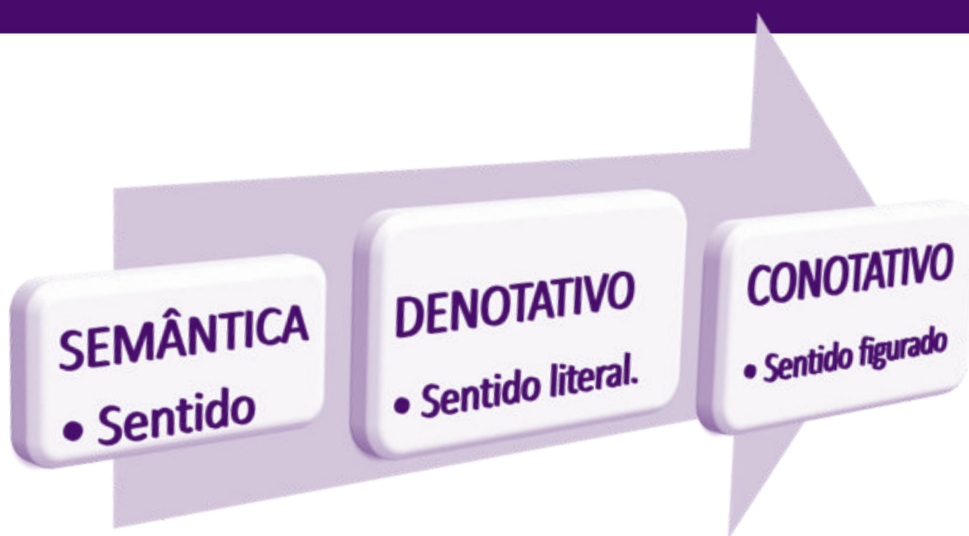 SEMÂNTICA
• Sentido
DENOTATIVO
• Sentido literal.
CONOTATIVO
• Sentido figurado